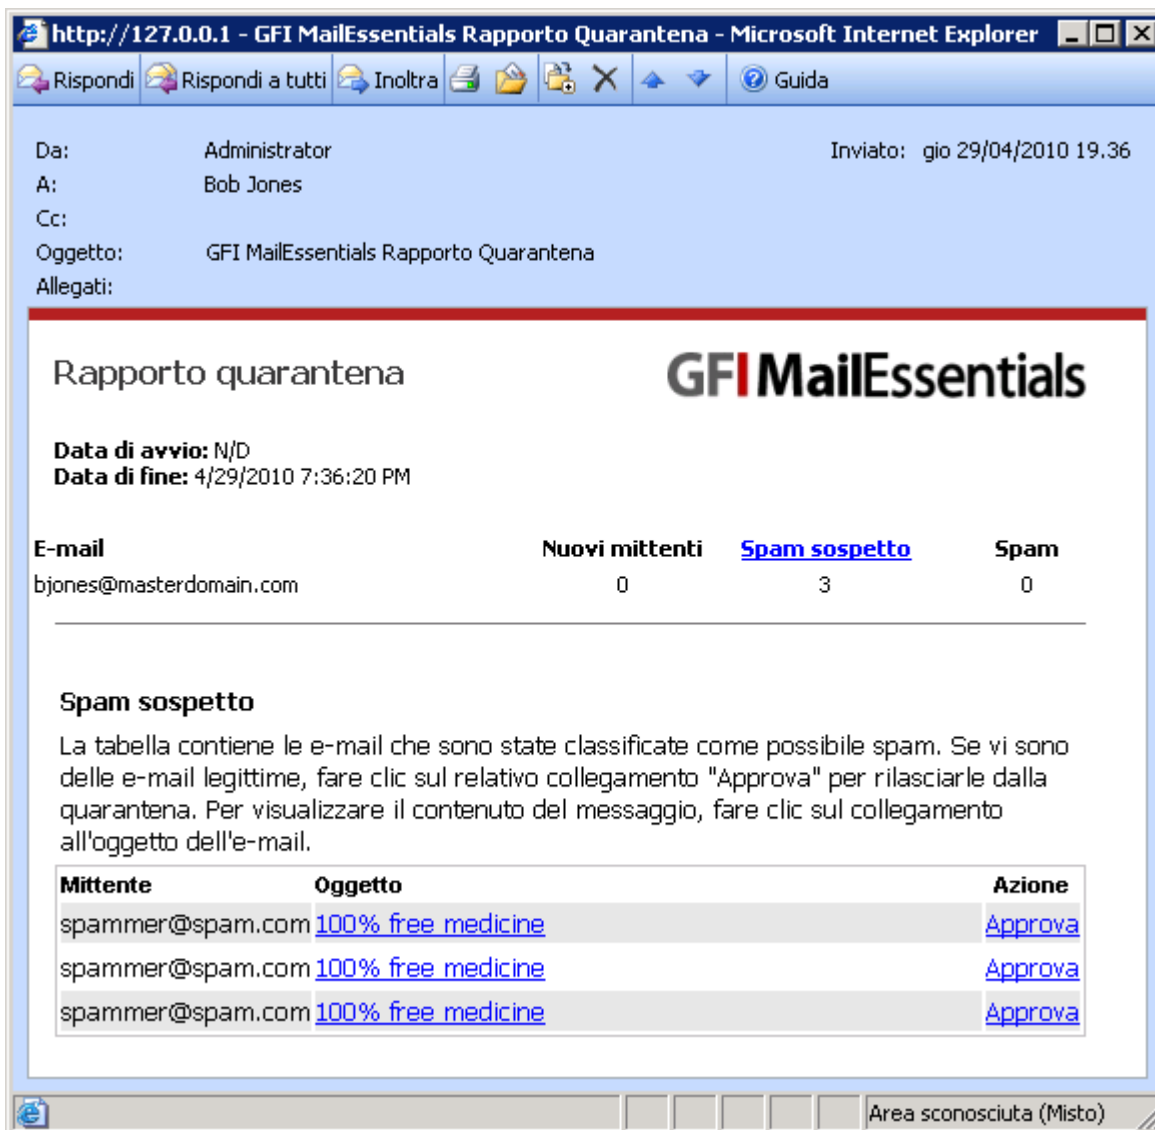 http://127.0.0.1 - GFI MailEssentials Rapporto Quarantena - Microsoft Internet Explorer
Rispondi Rispondi a tutti Inoltra Guida
Da: Administrator Inviato: gio 29/04/2010 19.36
A: Bob Jones
Cc:
Oggetto: GFI MailEssentials Rapporto Quarantena
Allegati:
Rapporto quarantena GFI MailEssentials
Data di avvio: N/D
Data di fine: 4/29/2010 7:36:20 PM
E-mail Nuovi mittenti Spam sospetto Spam
bjones@masterdomain.com 0 3 0
Spam sospetto
La tabella contiene le e-mail che sono state classificate come possibile spam. Se vi sono
delle e-mail legittime, fare clic sul relativo collegamento "Approva" per rilasciarle dalla
quarantena. Per visualizzare il contenuto del messaggio, fare clic sul collegamento
all'oggetto dell'e-mail.
Mittente Oggetto Azione
spammer@spam.com 100% free medicine Approva
spammer@spam.com 100% free medicine Approva
spammer@spam.com 100% free medicine Approva
Area sconosciuta (Misto)